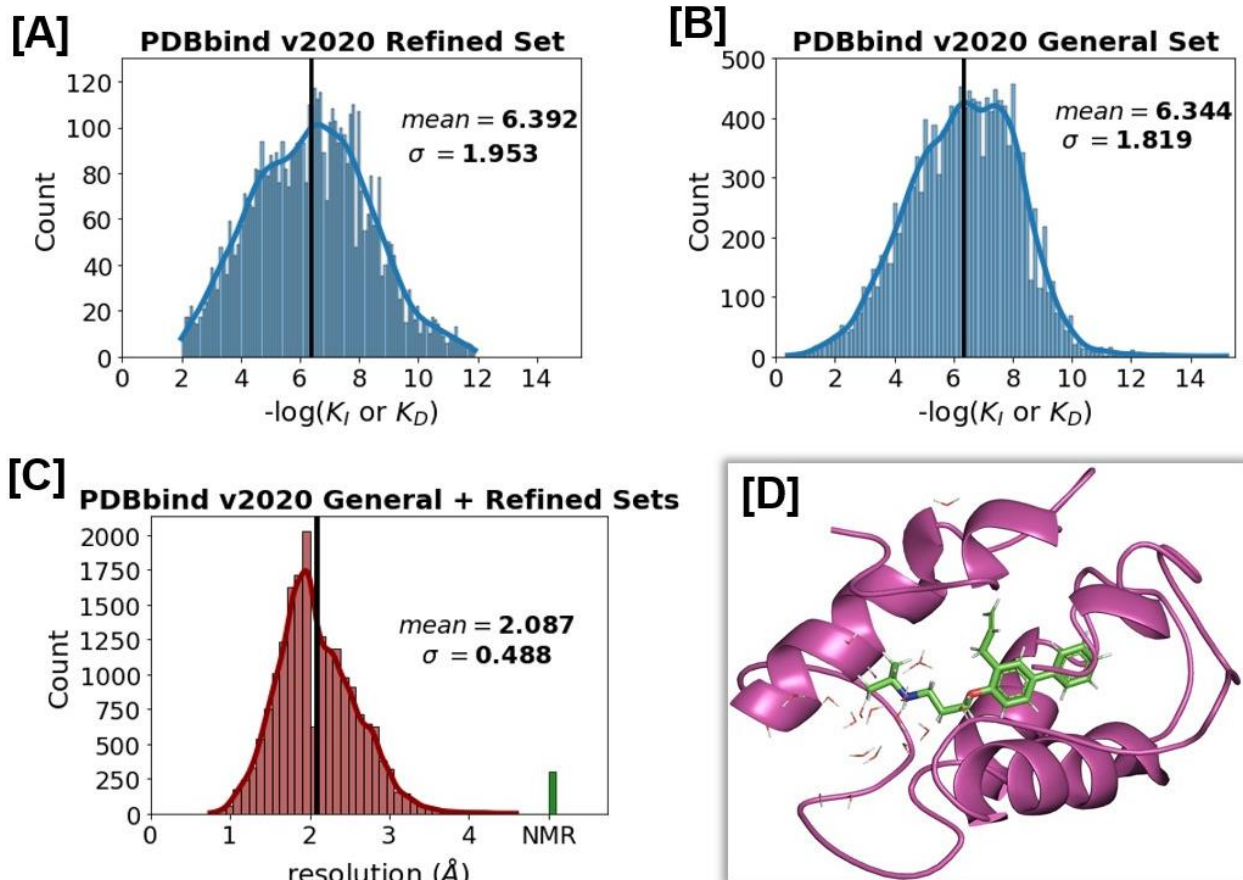 [A]
PDBbind v2020 Refined Set
mean = 6.392
σ = 1.953
Count
120
100
80
60
40
20
0
0 2 4 6 8 10 12 14
-log(K_I or K_D)
[B]
PDBbind v2020 General Set
mean = 6.344
σ = 1.819
Count
500
400
300
200
100
0
0 2 4 6 8 10 12 14
-log(K_I or K_D)
[C]
PDBbind v2020 General + Refined Sets
mean = 2.087
σ = 0.488
Count
2000
1750
1500
1250
1000
750
500
250
0
0 1 2 3 4 NMR
resolution (Å)
[D]